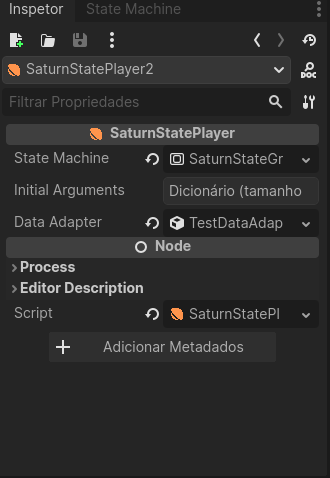 Inspetor State Machine
SaturnStatePlayer2
DOC
Filtrar Propriedades
SaturnStatePlayer
State Machine SaturnStateGr
Initial Arguments Dicionário (tamanho
Data Adapter TestDataAdap
Node
Process
Editor Description
Script SaturnStatePl
Adicionar Metadados